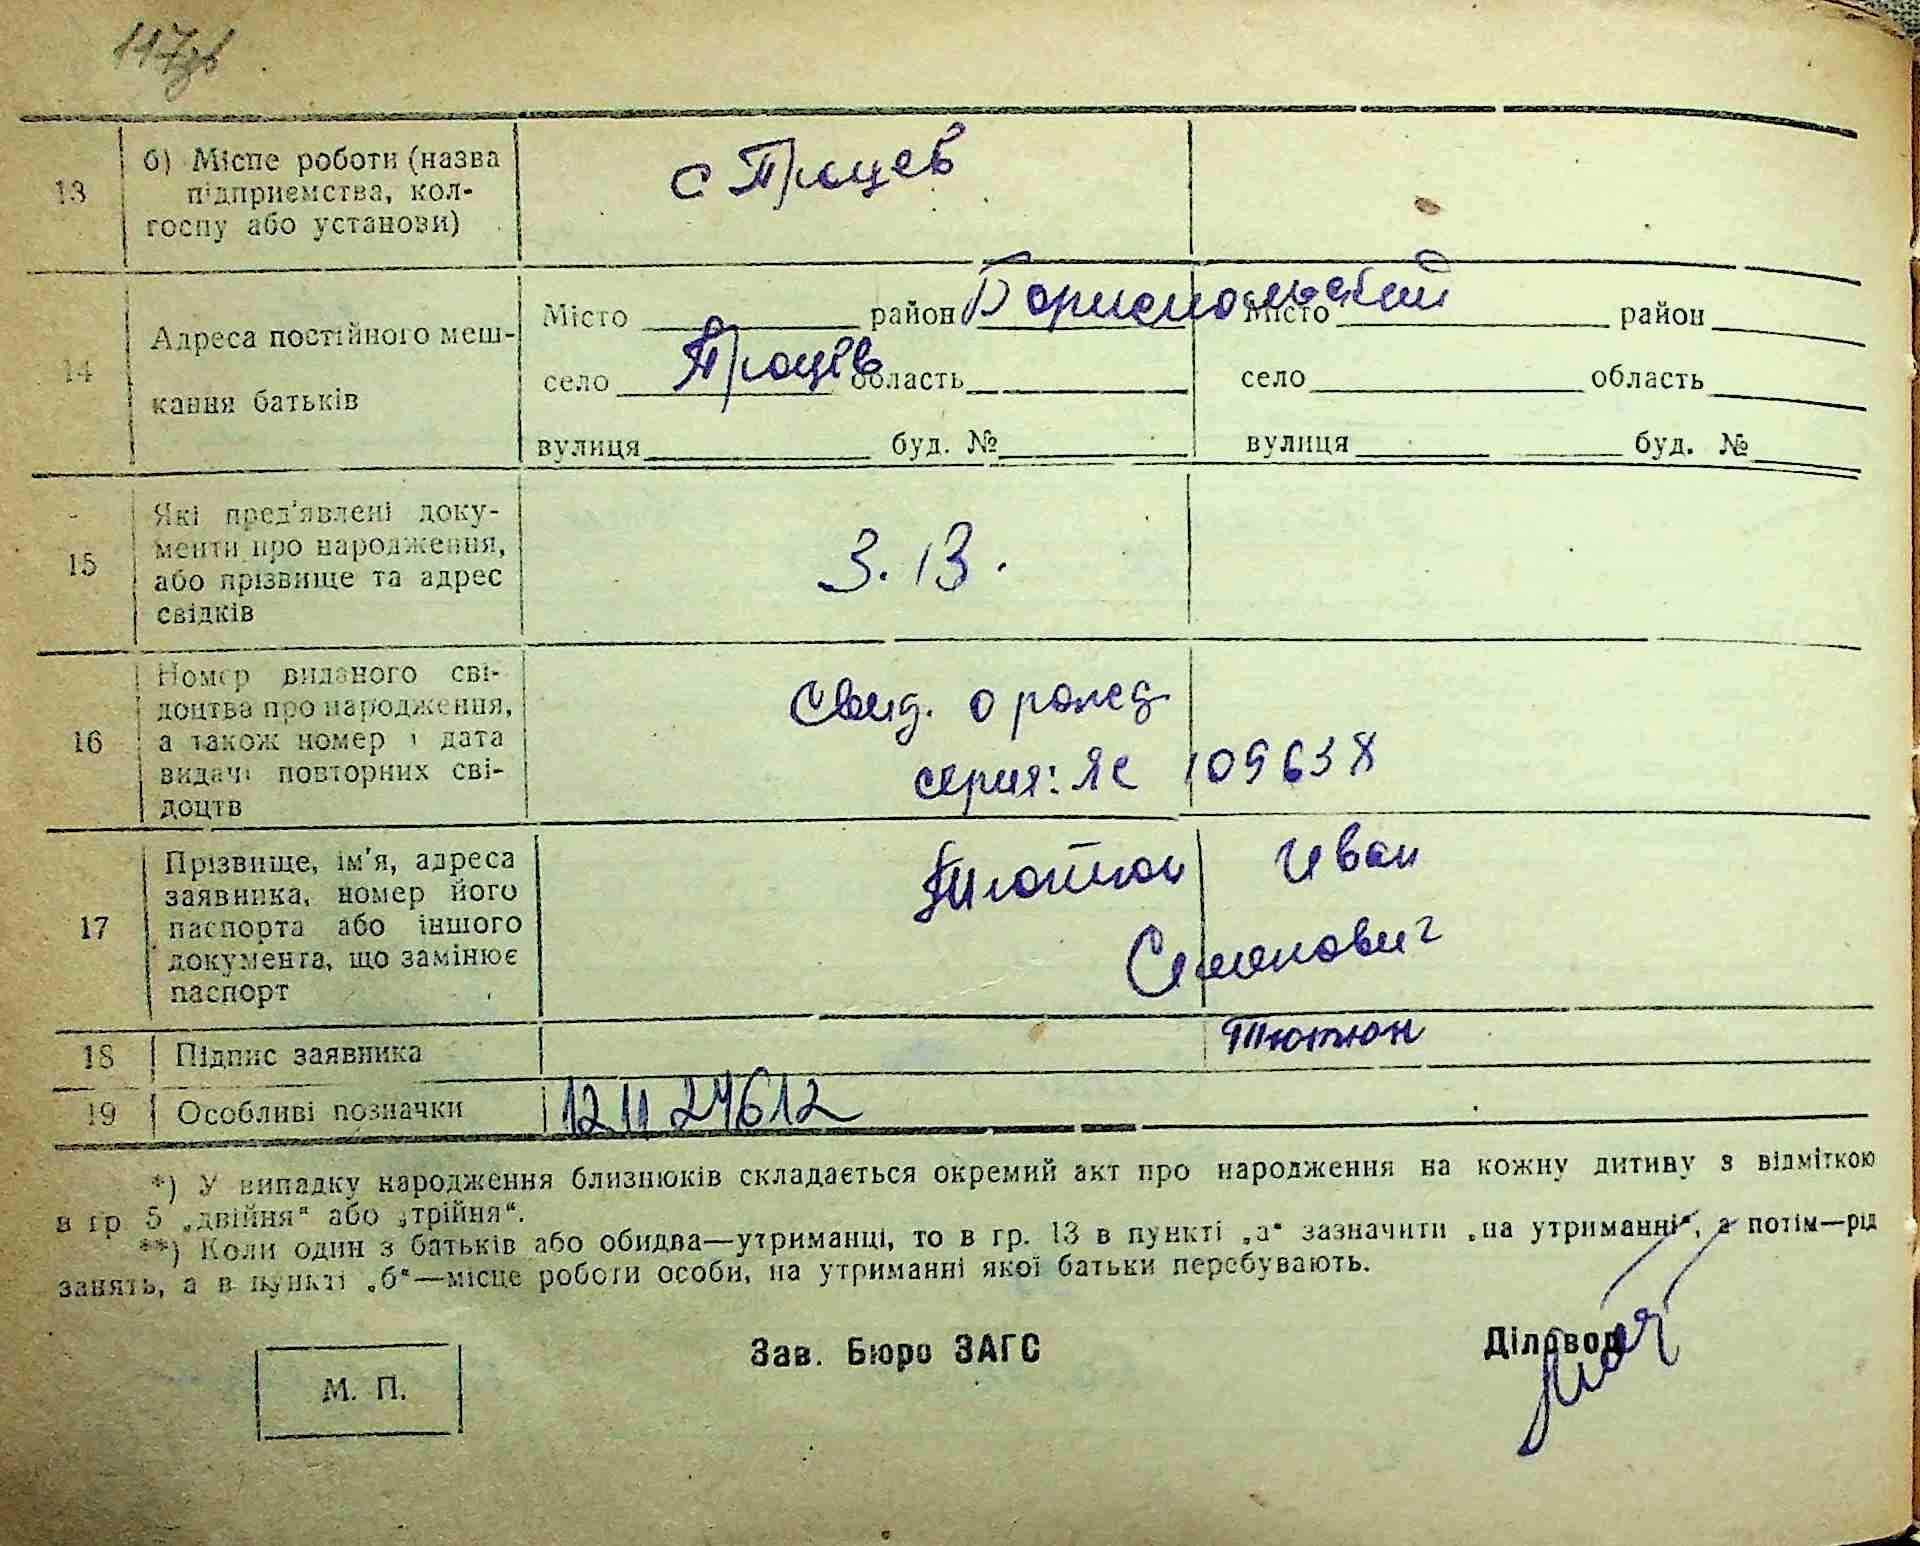 117зв
13 б) Місце роботи (назва
підприємства, кол-
госпу або установи)
с Процев
14 Адреса постійного меш-
кання батьків
Місто район Бориспольский Місто район
село Процев область село область
вулиця буд. № вулиця буд. №
15 Які пред'явлені доку-
менти про народження,
або прізвище та адрес
свідків
16 Номер виданого сві-
доцтва про народження,
а також номер і дата
видачі повторних сві-
доцтв
Свид. о рожд
серия: ЯС 109638
17 Прізвище, ім'я, адреса
заявника, номер його
паспорта або іншого
документа, що замінює
паспорт
Тютюн Иван
Семенович
18 Підпис заявника Тютюн
19 Особливі позначки 12 11 24612
*) У випадку народження близнюків складається окремий акт про народження на кожну дитину з відміткою
в гр 5 „двійня“ або „трійня“.
**) Коли один з батьків або обидва—утриманці, то в гр. 13 в пункті „а“ зазначити „на утриманні“, а потім—рід
занять, а в пункті „б“—місце роботи особи, на утриманні якої батьки перебувають.
М. П.
Зав. Бюро ЗАГС
Діловод